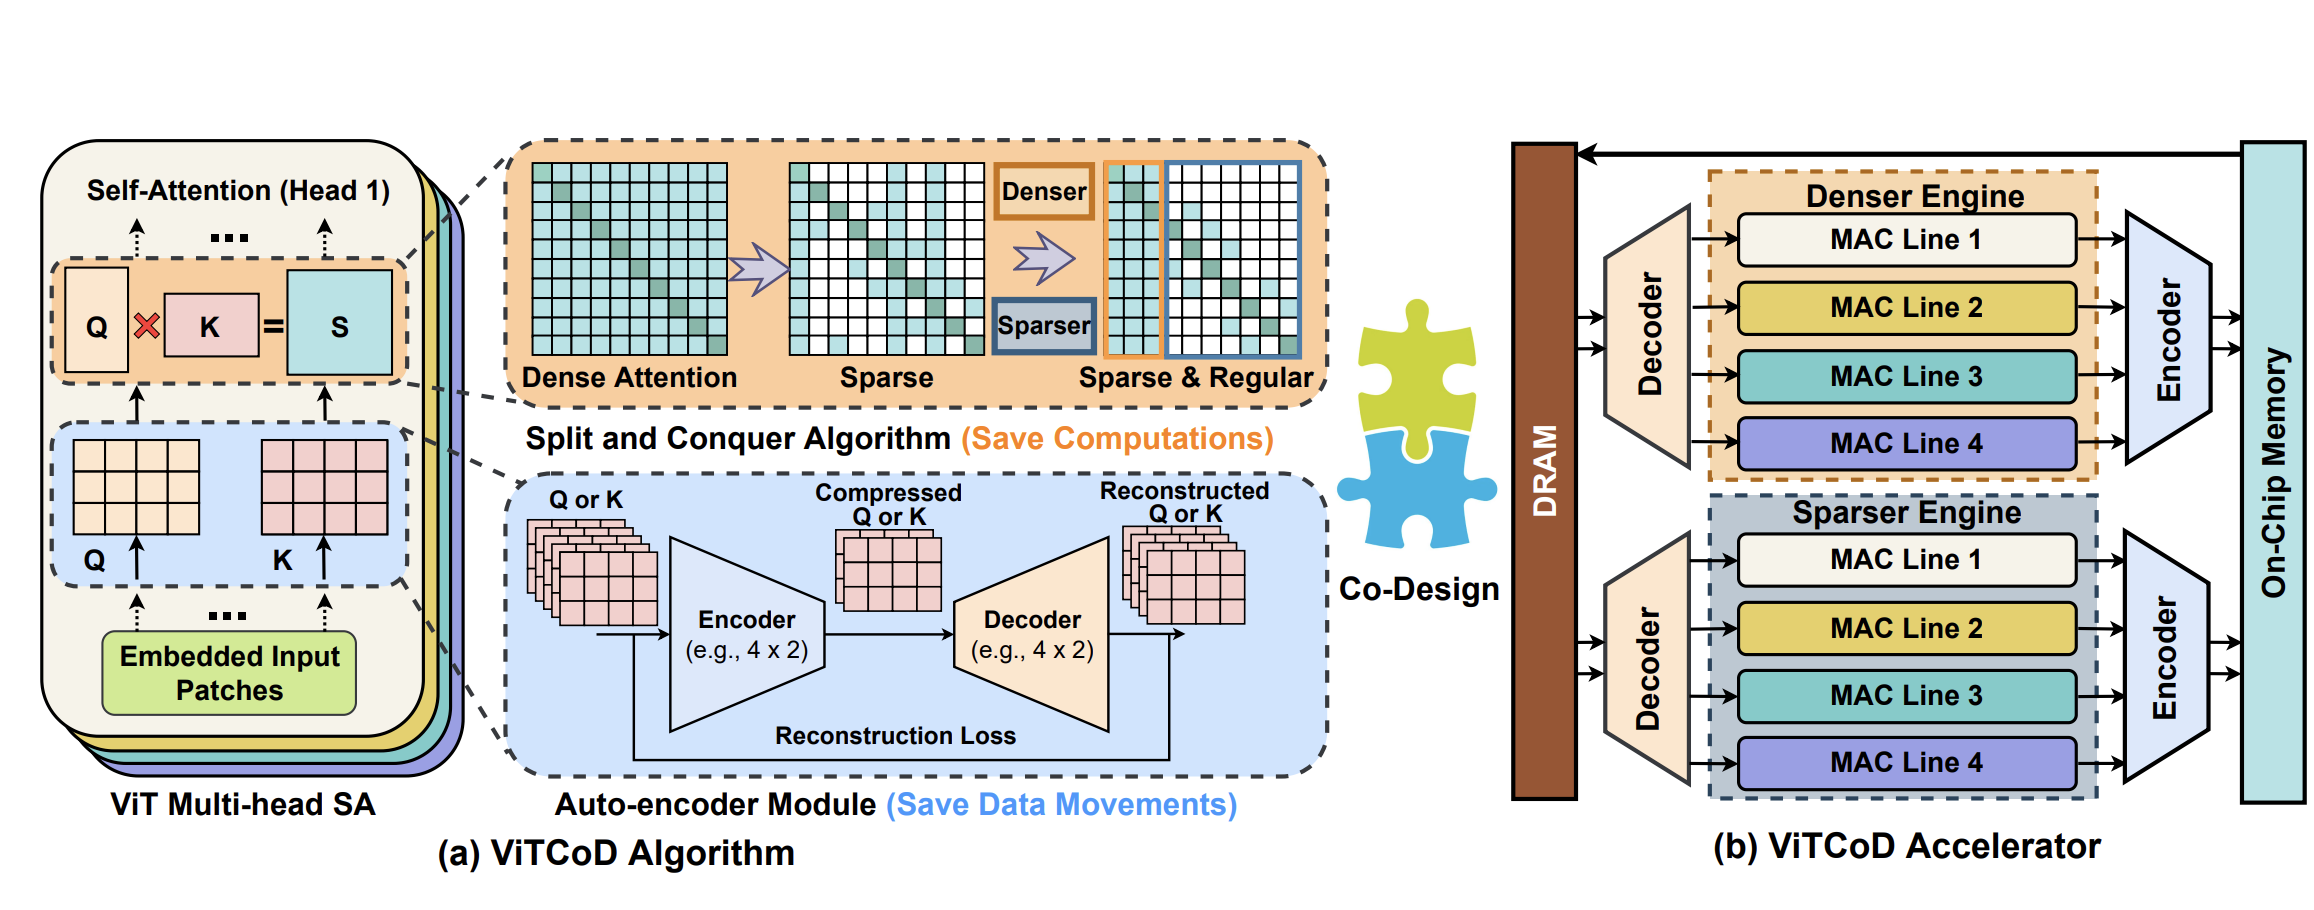 Self-Attention (Head 1)
...
Q × K = S
Q
K
...
Embedded Input
Patches
ViT Multi-head SA
Denser
Sparser
Dense Attention
Sparse
Sparse & Regular
Split and Conquer Algorithm (Save Computations)
Q or K
Compressed
Q or K
Reconstructed
Q or K
Encoder
(e.g., 4 x 2)
Decoder
(e.g., 4 x 2)
Reconstruction Loss
Auto-encoder Module (Save Data Movements)
(a) ViTCoD Algorithm
Co-Design
DRAM
Decoder
Denser Engine
MAC Line 1
MAC Line 2
MAC Line 3
MAC Line 4
Encoder
Decoder
Sparser Engine
MAC Line 1
MAC Line 2
MAC Line 3
MAC Line 4
Encoder
On-Chip Memory
(b) ViTCoD Accelerator